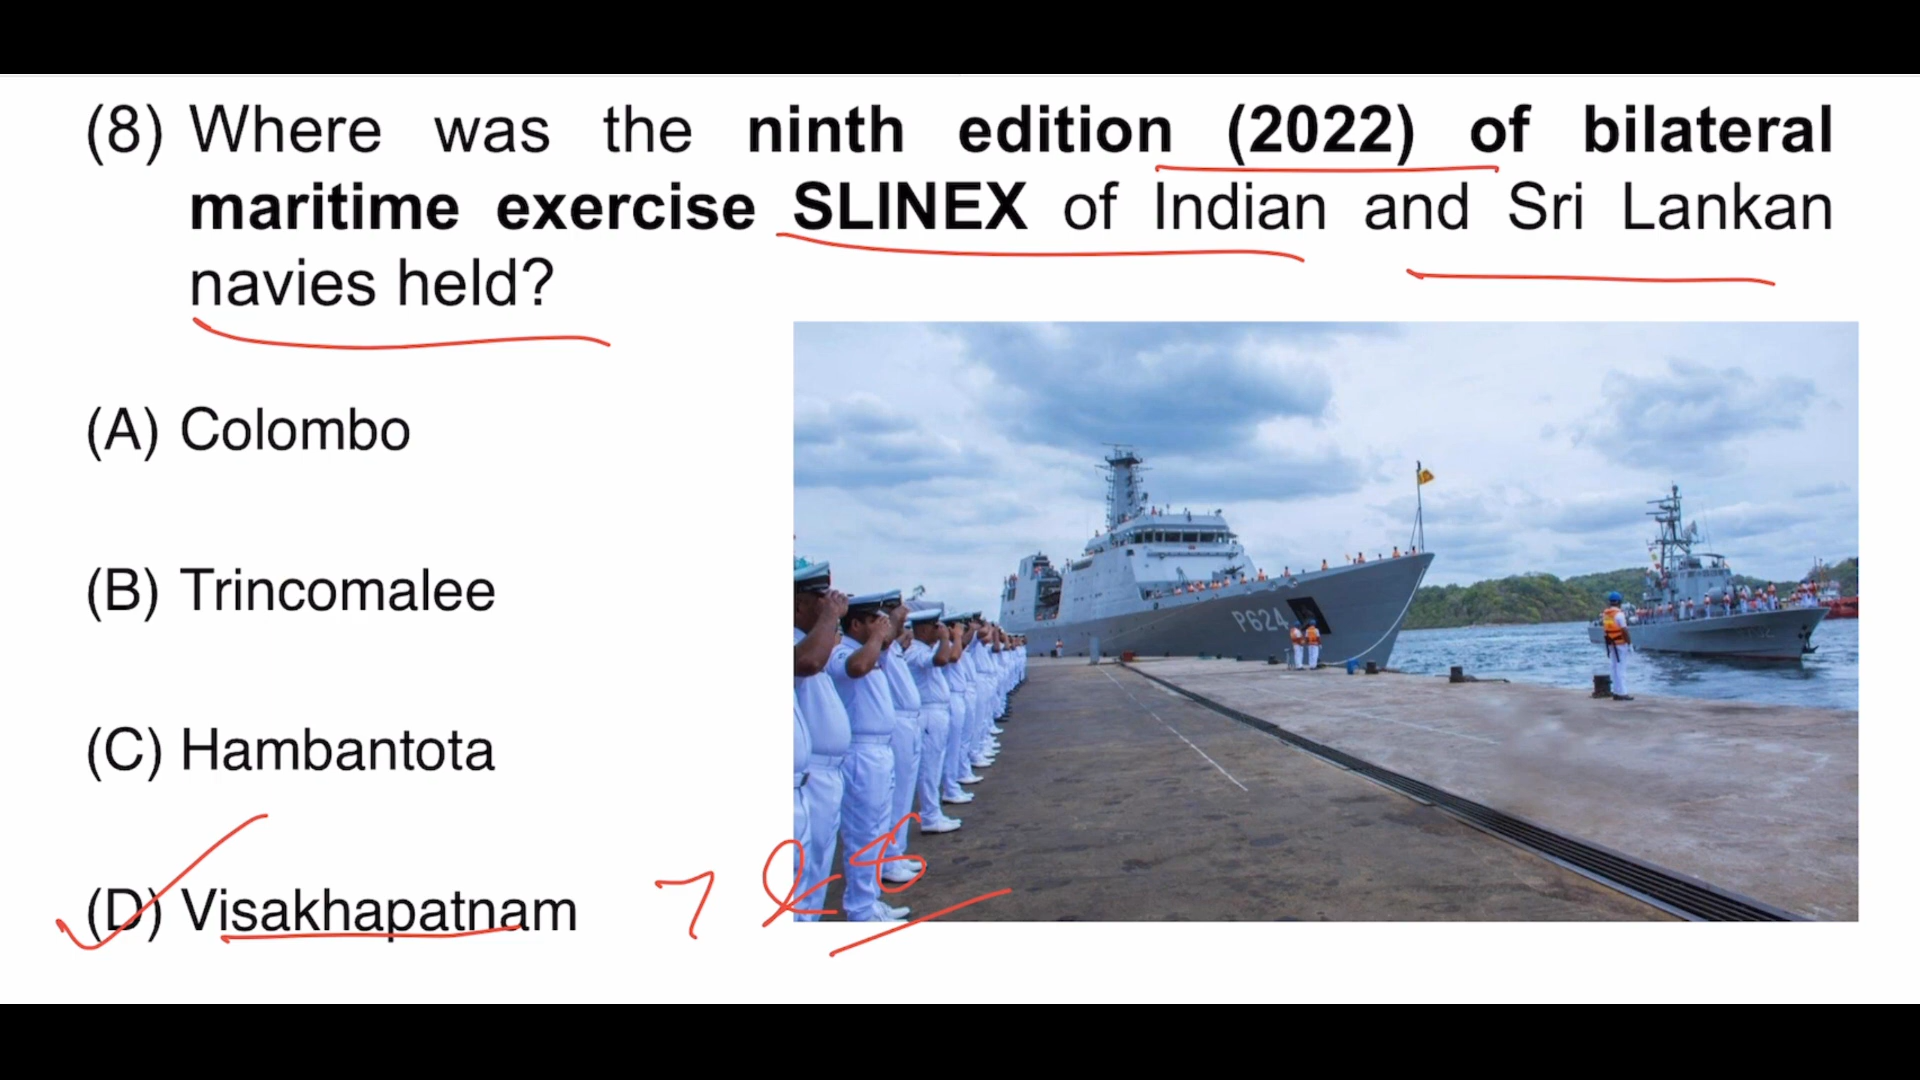 (8) Where was the ninth edition (2022) of bilateral
maritime exercise SLINEX of Indian and Sri Lankan
navies held?
(A) Colombo
P624
(B) Trincomalee
(C) Hambantota
(D) Visakhapatnam